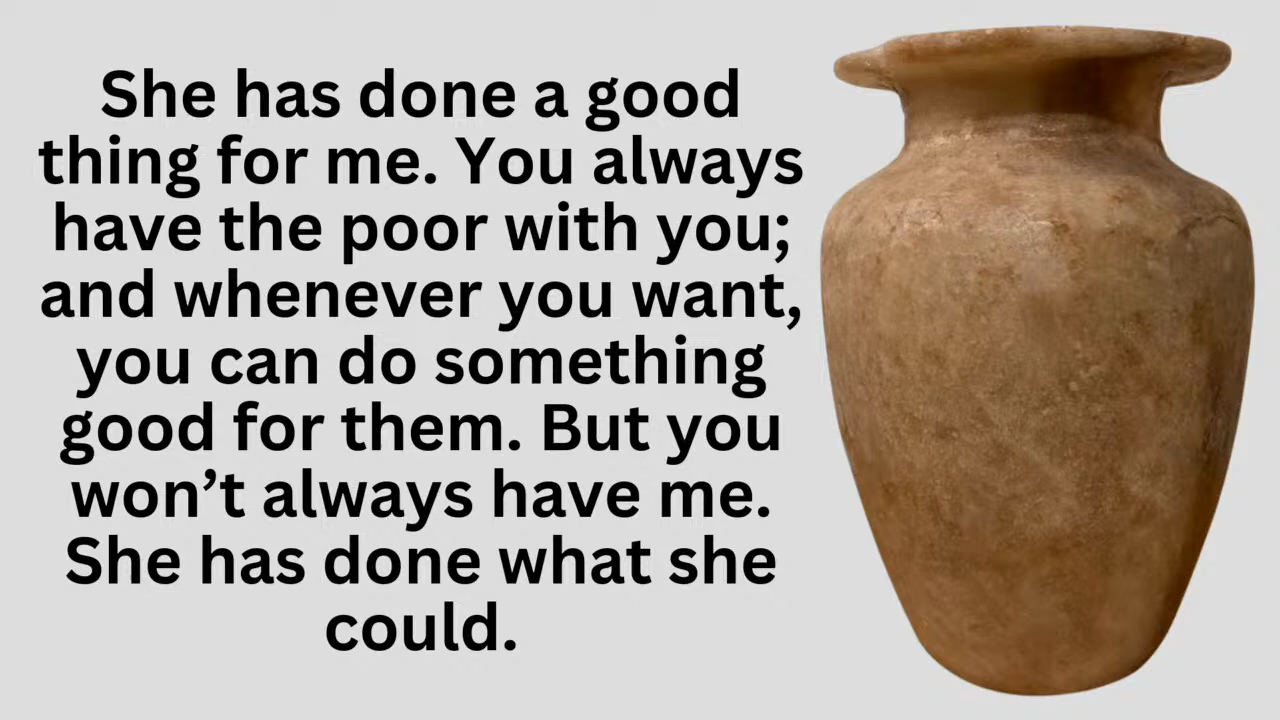 She has done a good
thing for me. You always
have the poor with you;
and whenever you want,
you can do something
good for them. But you
won’t always have me.
She has done what she
could.